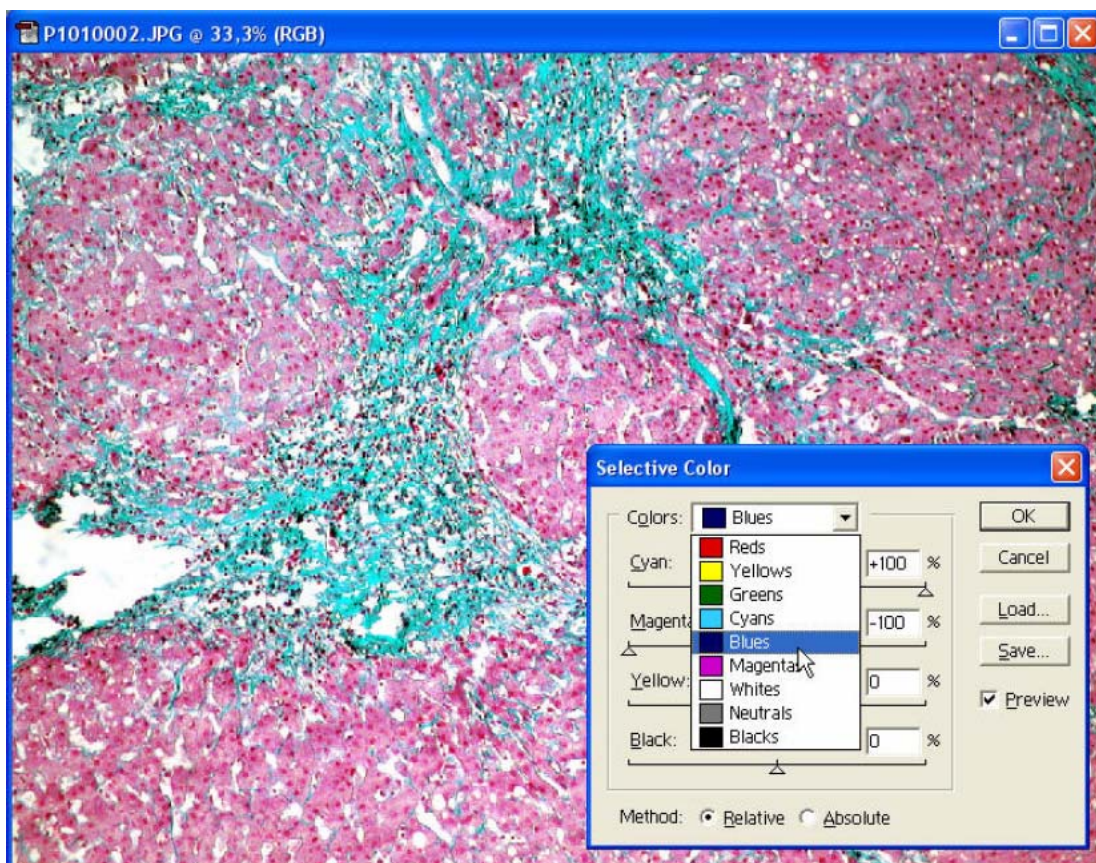 P1010002.JPG @ 33,3% (RGB)
Selective Color
Colors: Blues
OK
Reds
Yellows
Greens
Cyans
Blues
Magentas
Whites
Neutrals
Blacks
Cyan: +100 %
Cancel
Magenta -100 %
Load...
Save...
Yellow: 0 %
Preview
Black: 0 %
Method: Relative Absolute